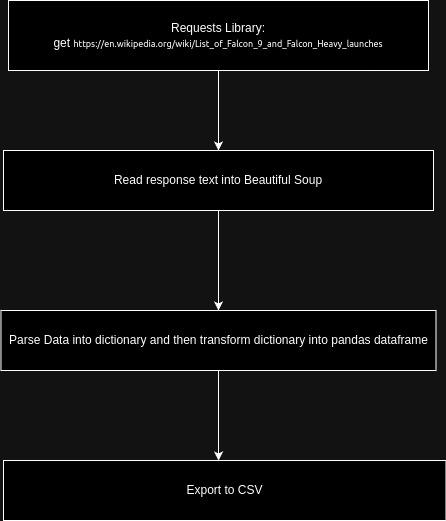 Requests Library:
get https://en.wikipedia.org/wiki/List_of_Falcon_9_and_Falcon_Heavy_launches
Read response text into Beautiful Soup
Parse Data into dictionary and then transform dictionary into pandas dataframe
Export to CSV